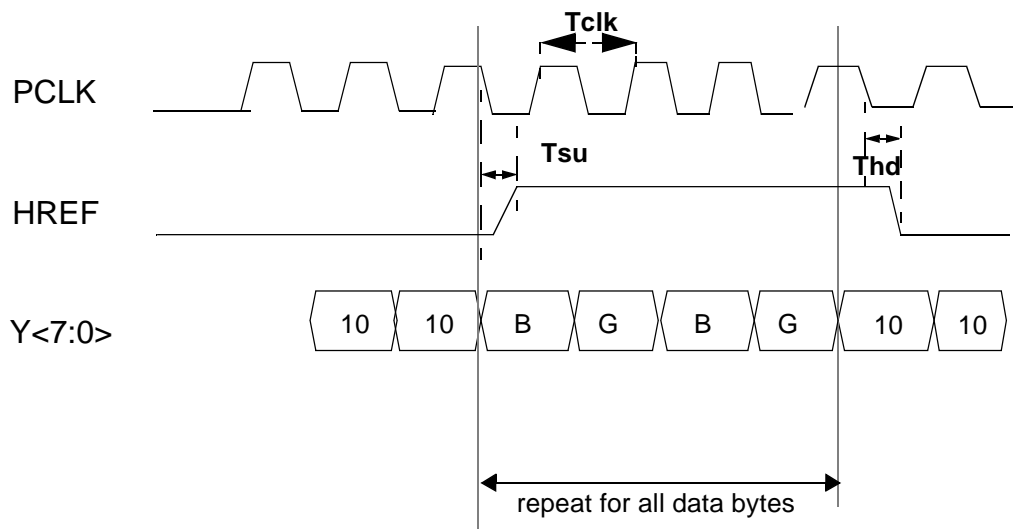 Tclk
PCLK
Tsu
Thd
HREF
Y<7:0>
10 10 B G B G 10 10
repeat for all data bytes